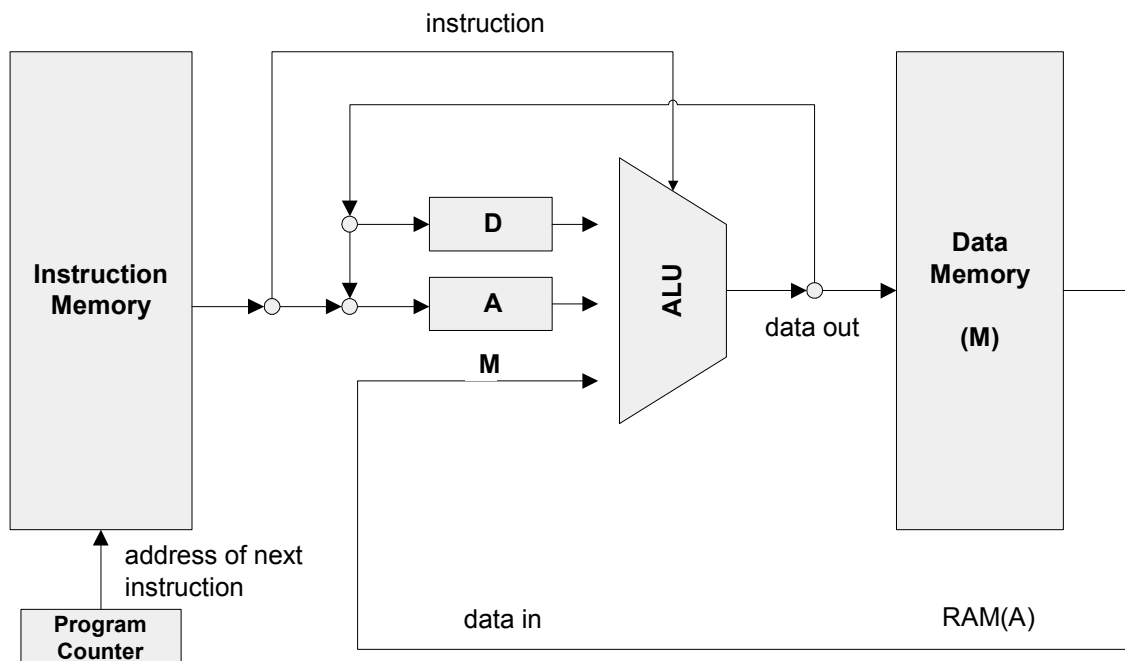 instruction
Instruction
Memory
D
A
M
ALU
data out
Data
Memory
(M)
address of next
instruction
Program
Counter
data in
RAM(A)